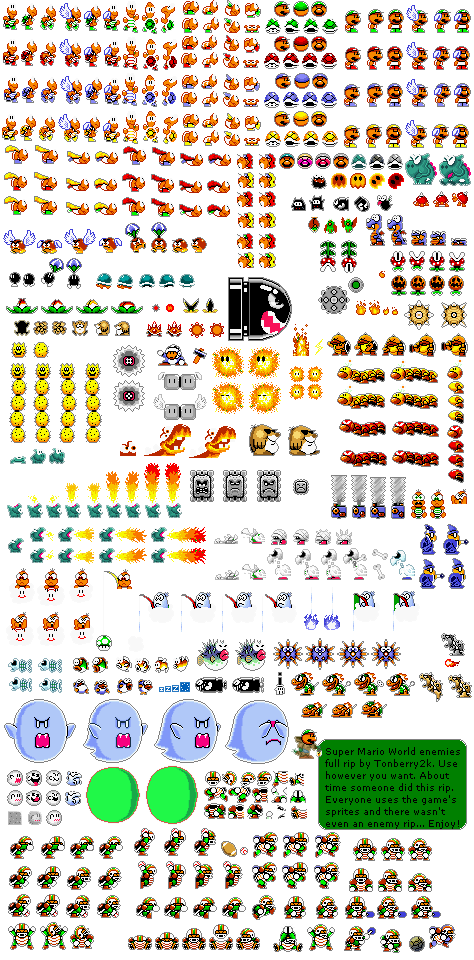 Super Mario World enemies
full rip by Tonberry2k. Use
however you want. About
time someone did this rip.
Everyone uses the game's
sprites and there wasn't
even an enemy rip... Enjoy!